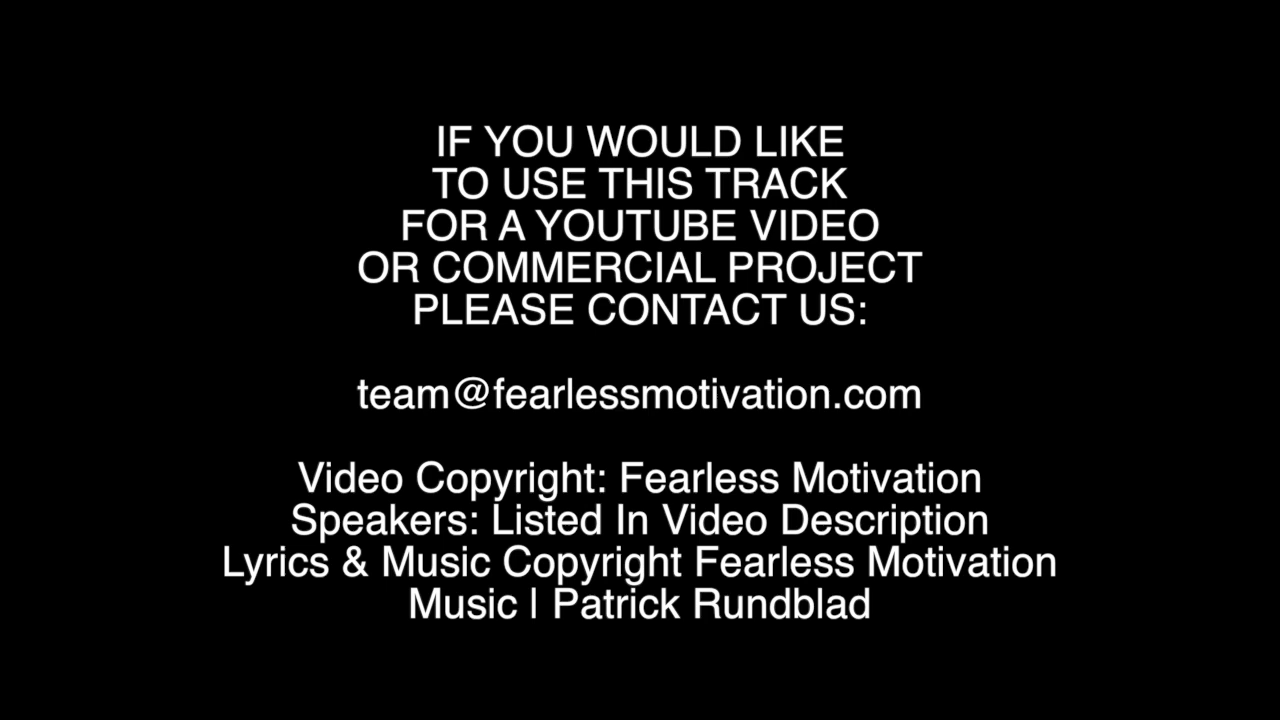 IF YOU WOULD LIKE
TO USE THIS TRACK
FOR A YOUTUBE VIDEO
OR COMMERCIAL PROJECT
PLEASE CONTACT US:
team@fearlessmotivation.com
Video Copyright: Fearless Motivation
Speakers: Listed In Video Description
Lyrics & Music Copyright Fearless Motivation
Music | Patrick Rundblad